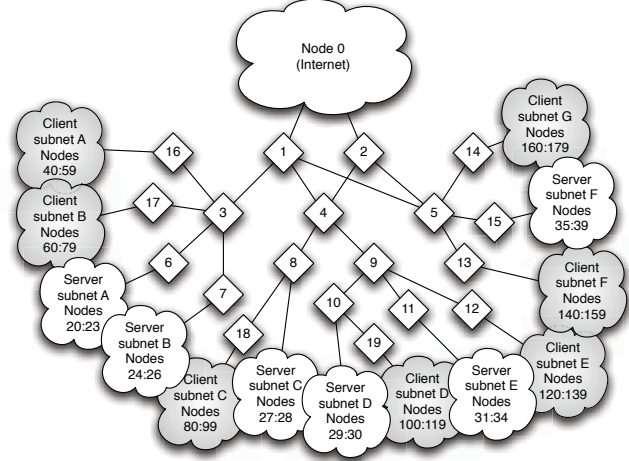 Node 0
(Internet)
Client
subnet A
Nodes
40:59
Client
subnet B
Nodes
60:79
Server
subnet A
Nodes
20:23
Server
subnet B
Nodes
24:26
Client
subnet C
Nodes
80:99
Server
subnet C
Nodes
27:28
Server
subnet D
Nodes
29:30
Client
subnet D
Nodes
100:119
Server
subnet E
Nodes
31:34
Client
subnet E
Nodes
120:139
Client
subnet F
Nodes
140:159
Server
subnet F
Nodes
35:39
Client
subnet G
Nodes
160:179
16
1
2
14
17
3
4
5
15
6
7
8
9
13
18
10
11
12
19